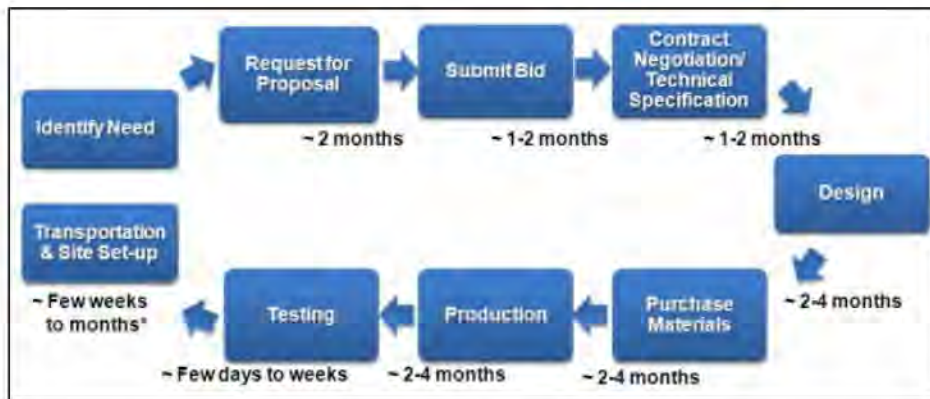 Identify Need
Request for
Proposal
~ 2 months
Submit Bid
~ 1-2 months
Contract
Negotiation/
Technical
Specification
~ 1-2 months
Design
~ 2-4 months
Purchase
Materials
~ 2-4 months
Production
~ 2-4 months
Testing
~ Few days to weeks
Transportation
& Site Set-up
~ Few weeks
to months*